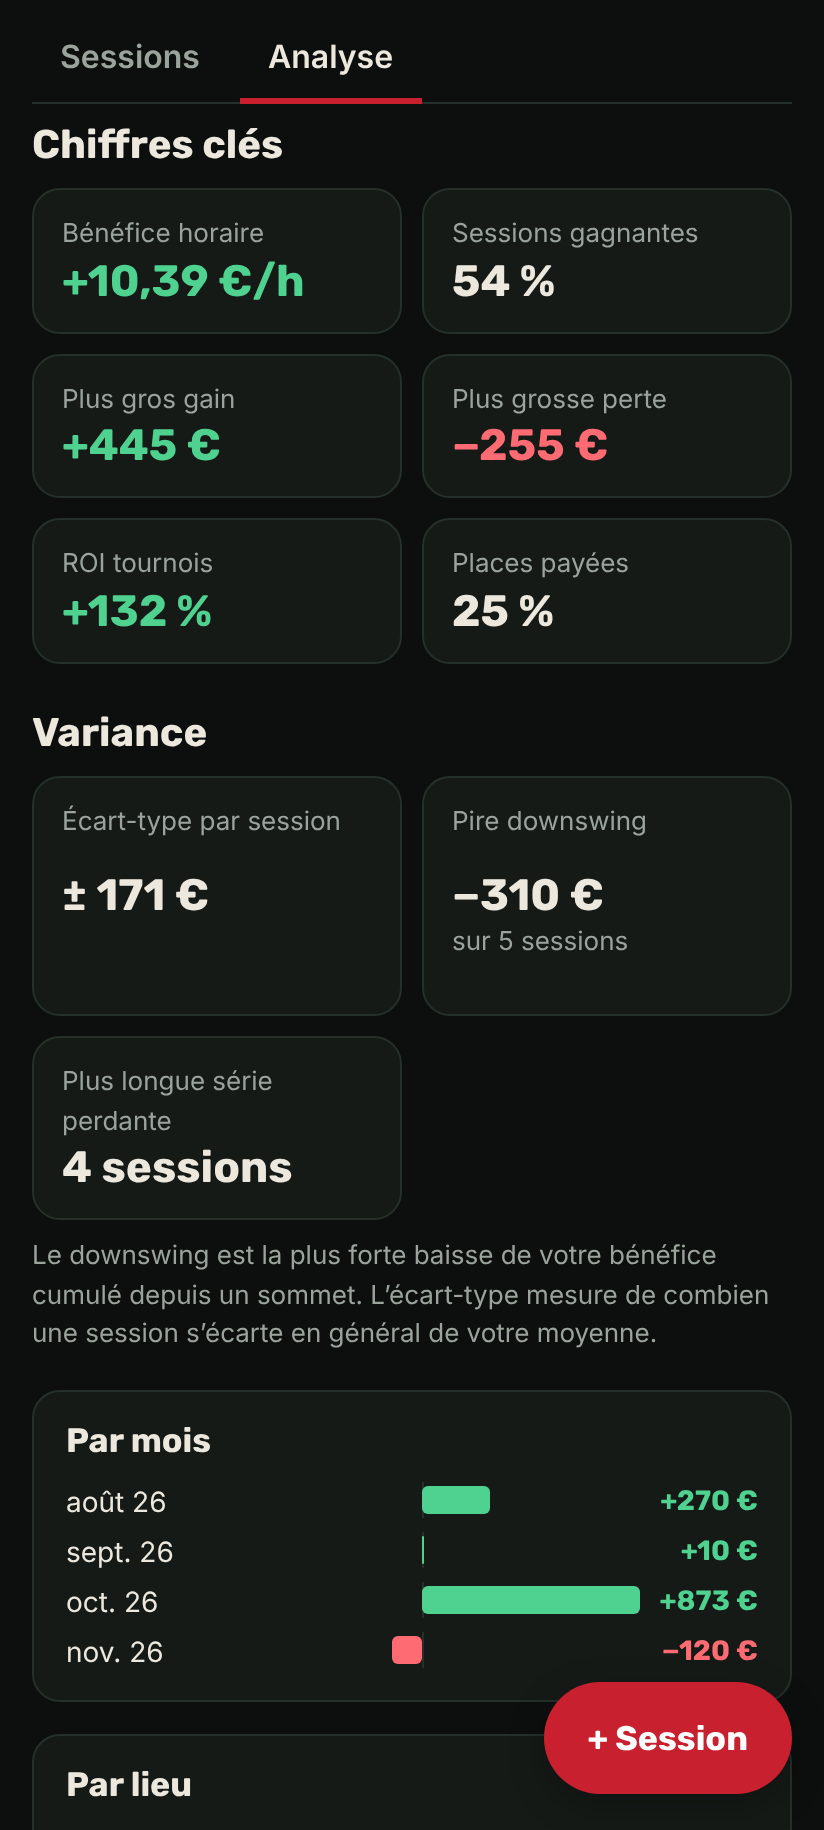 Sessions
Analyse
Chiffres clés
Bénéfice horaire
+10,39 €/h
Sessions gagnantes
54 %
Plus gros gain
+445 €
Plus grosse perte
−255 €
ROI tournois
+132 %
Places payées
25 %
Variance
Écart-type par session
± 171 €
Pire downswing
−310 €
sur 5 sessions
Plus longue série
perdante
4 sessions
Le downswing est la plus forte baisse de votre bénéfice
cumulé depuis un sommet. L’écart-type mesure de combien
une session s’écarte en général de votre moyenne.
Par mois
août 26 +270 €
sept. 26 +10 €
oct. 26 +873 €
nov. 26 −120 €
+ Session
Par lieu